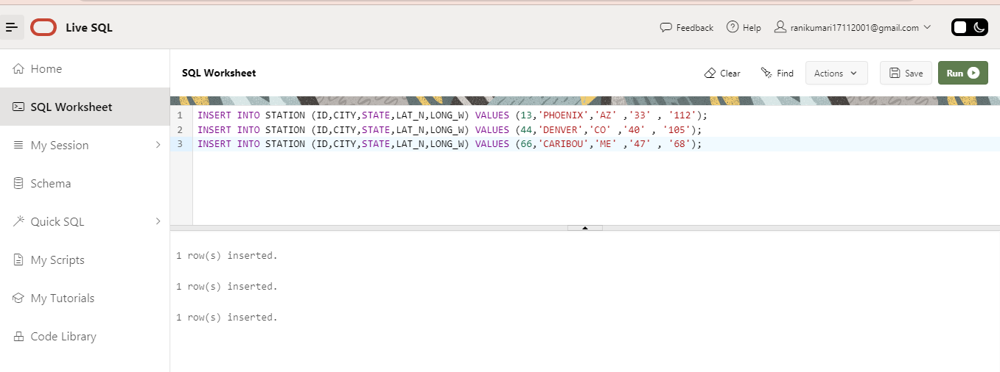 Live SQL
Feedback
Help
ranikumari17112001@gmail.com
Home
SQL Worksheet
My Session
Schema
Quick SQL
My Scripts
My Tutorials
Code Library
SQL Worksheet
Clear
Find
Actions
Save
Run
1 INSERT INTO STATION (ID,CITY,STATE,LAT_N,LONG_W) VALUES (13,'PHOENIX','AZ' ,'33' , '112');
2 INSERT INTO STATION (ID,CITY,STATE,LAT_N,LONG_W) VALUES (44,'DENVER','CO' ,'40' , '105');
3 INSERT INTO STATION (ID,CITY,STATE,LAT_N,LONG_W) VALUES (66,'CARIBOU','ME' ,'47' , '68');
1 row(s) inserted.
1 row(s) inserted.
1 row(s) inserted.